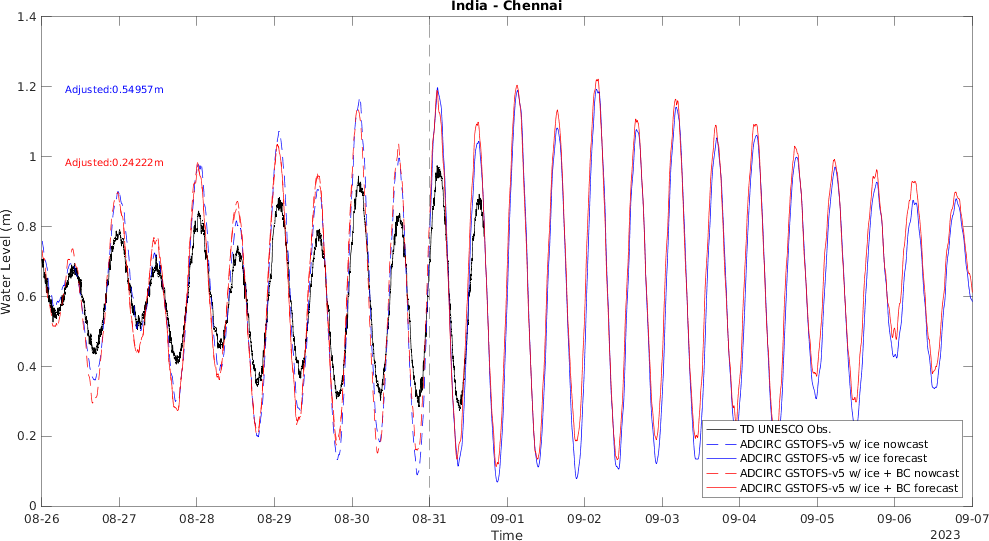 India - Chennai
1.4
1.2
1
0.8
0.6
0.4
0.2
0
Water Level (m)
Adjusted:0.54957m
Adjusted:0.24222m
TD UNESCO Obs.
ADCIRC GSTOFS-v5 w/ ice nowcast
ADCIRC GSTOFS-v5 w/ ice forecast
ADCIRC GSTOFS-v5 w/ ice + BC nowcast
ADCIRC GSTOFS-v5 w/ ice + BC forecast
08-26 08-27 08-28 08-29 08-30 08-31 09-01 09-02 09-03 09-04 09-05 09-06 09-07
Time
2023